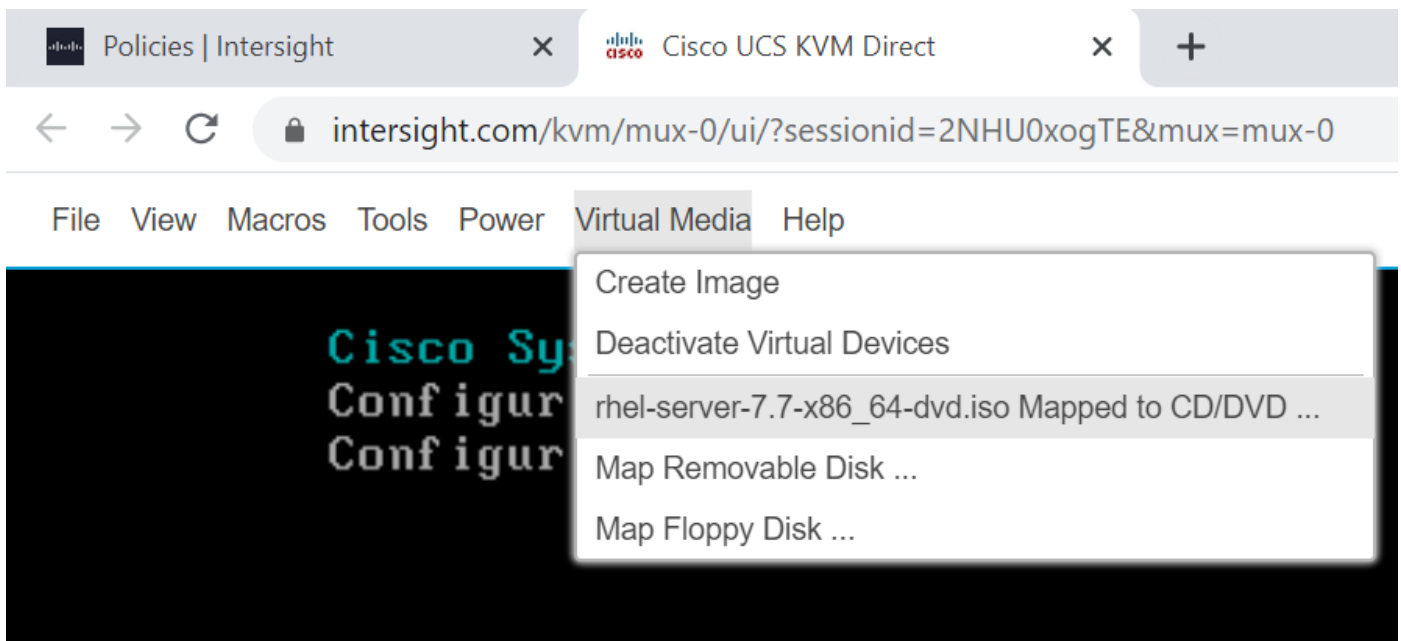 Policies | Intersight
cisco Cisco UCS KVM Direct
intersight.com/kvm/mux-0/ui/?sessionid=2NHU0xogTE&mux=mux-0
File View Macros Tools Power Virtual Media Help
Create Image
Cisco Sy Deactivate Virtual Devices
Configur rhel-server-7.7-x86_64-dvd.iso Mapped to CD/DVD ...
Configur Map Removable Disk ...
Map Floppy Disk ...